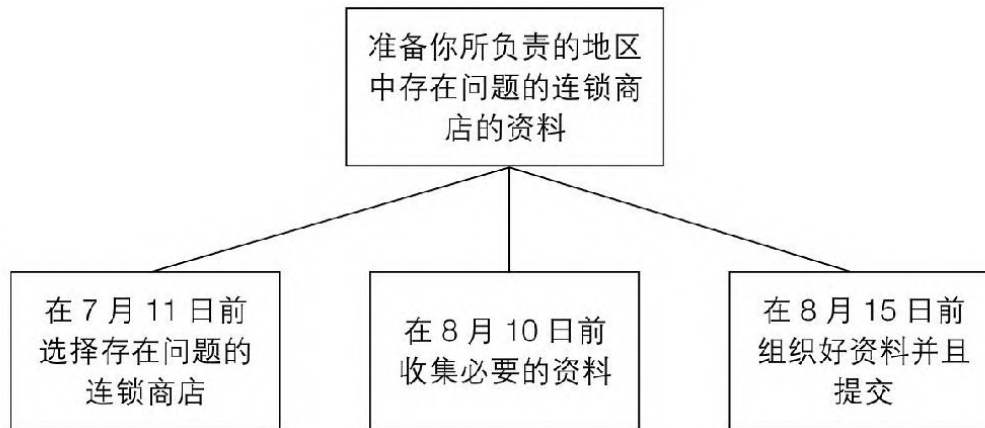 准备你所负责的地区
中存在问题的连锁商
店的资料
在 7 月 11 日前
选择存在问题的
连锁商店
在 8 月 10 日前
收集必要的资料
在 8 月 15 日前
组织好资料并且
提交